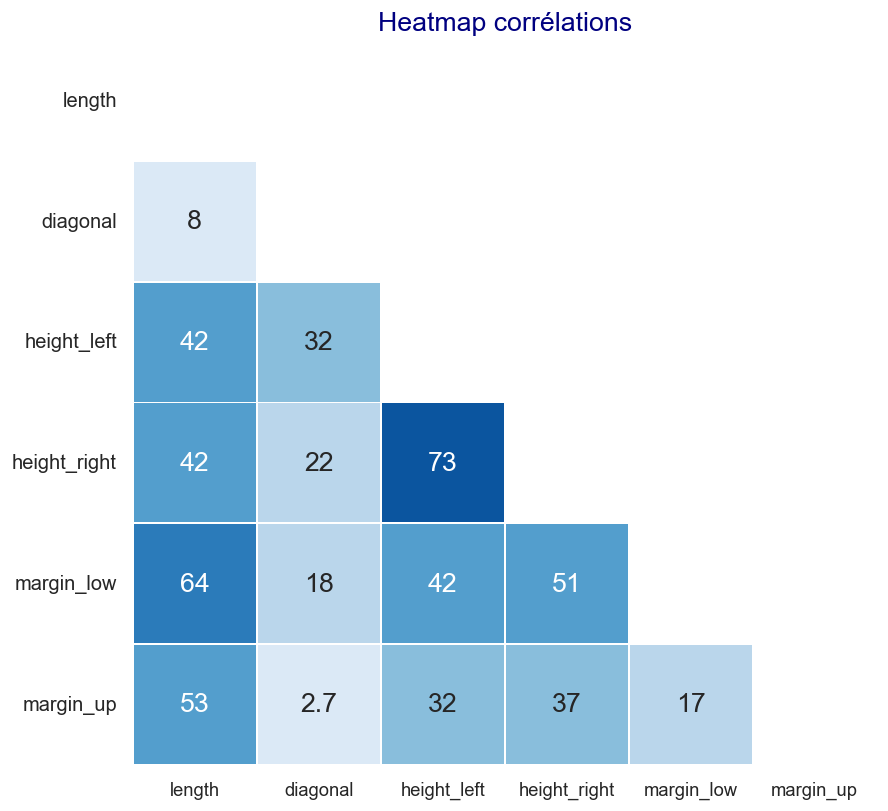 Heatmap corrélations
length
diagonal 8
height_left 42 32
height_right 42 22 73
margin_low 64 18 42 51
margin_up 53 2.7 32 37 17
length diagonal height_left height_right margin_low margin_up